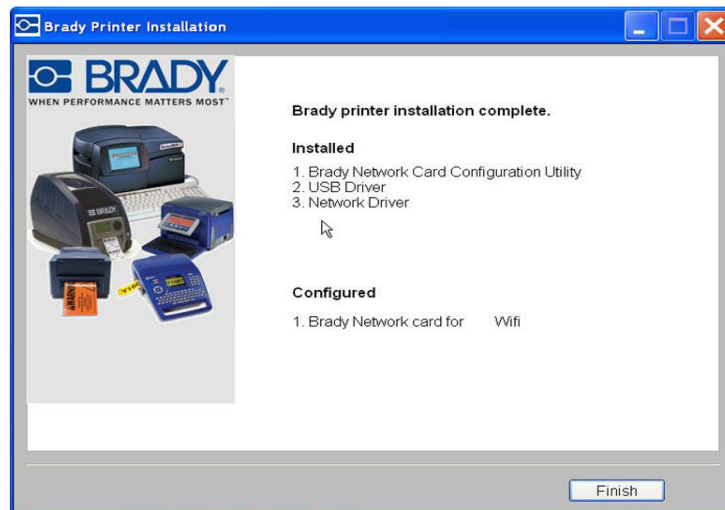 Brady Printer Installation
BRADY
WHEN PERFORMANCE MATTERS MOST™
Brady printer installation complete.
Installed
1. Brady Network Card Configuration Utility
2. USB Driver
3. Network Driver
Configured
1. Brady Network card for Wifi
Finish